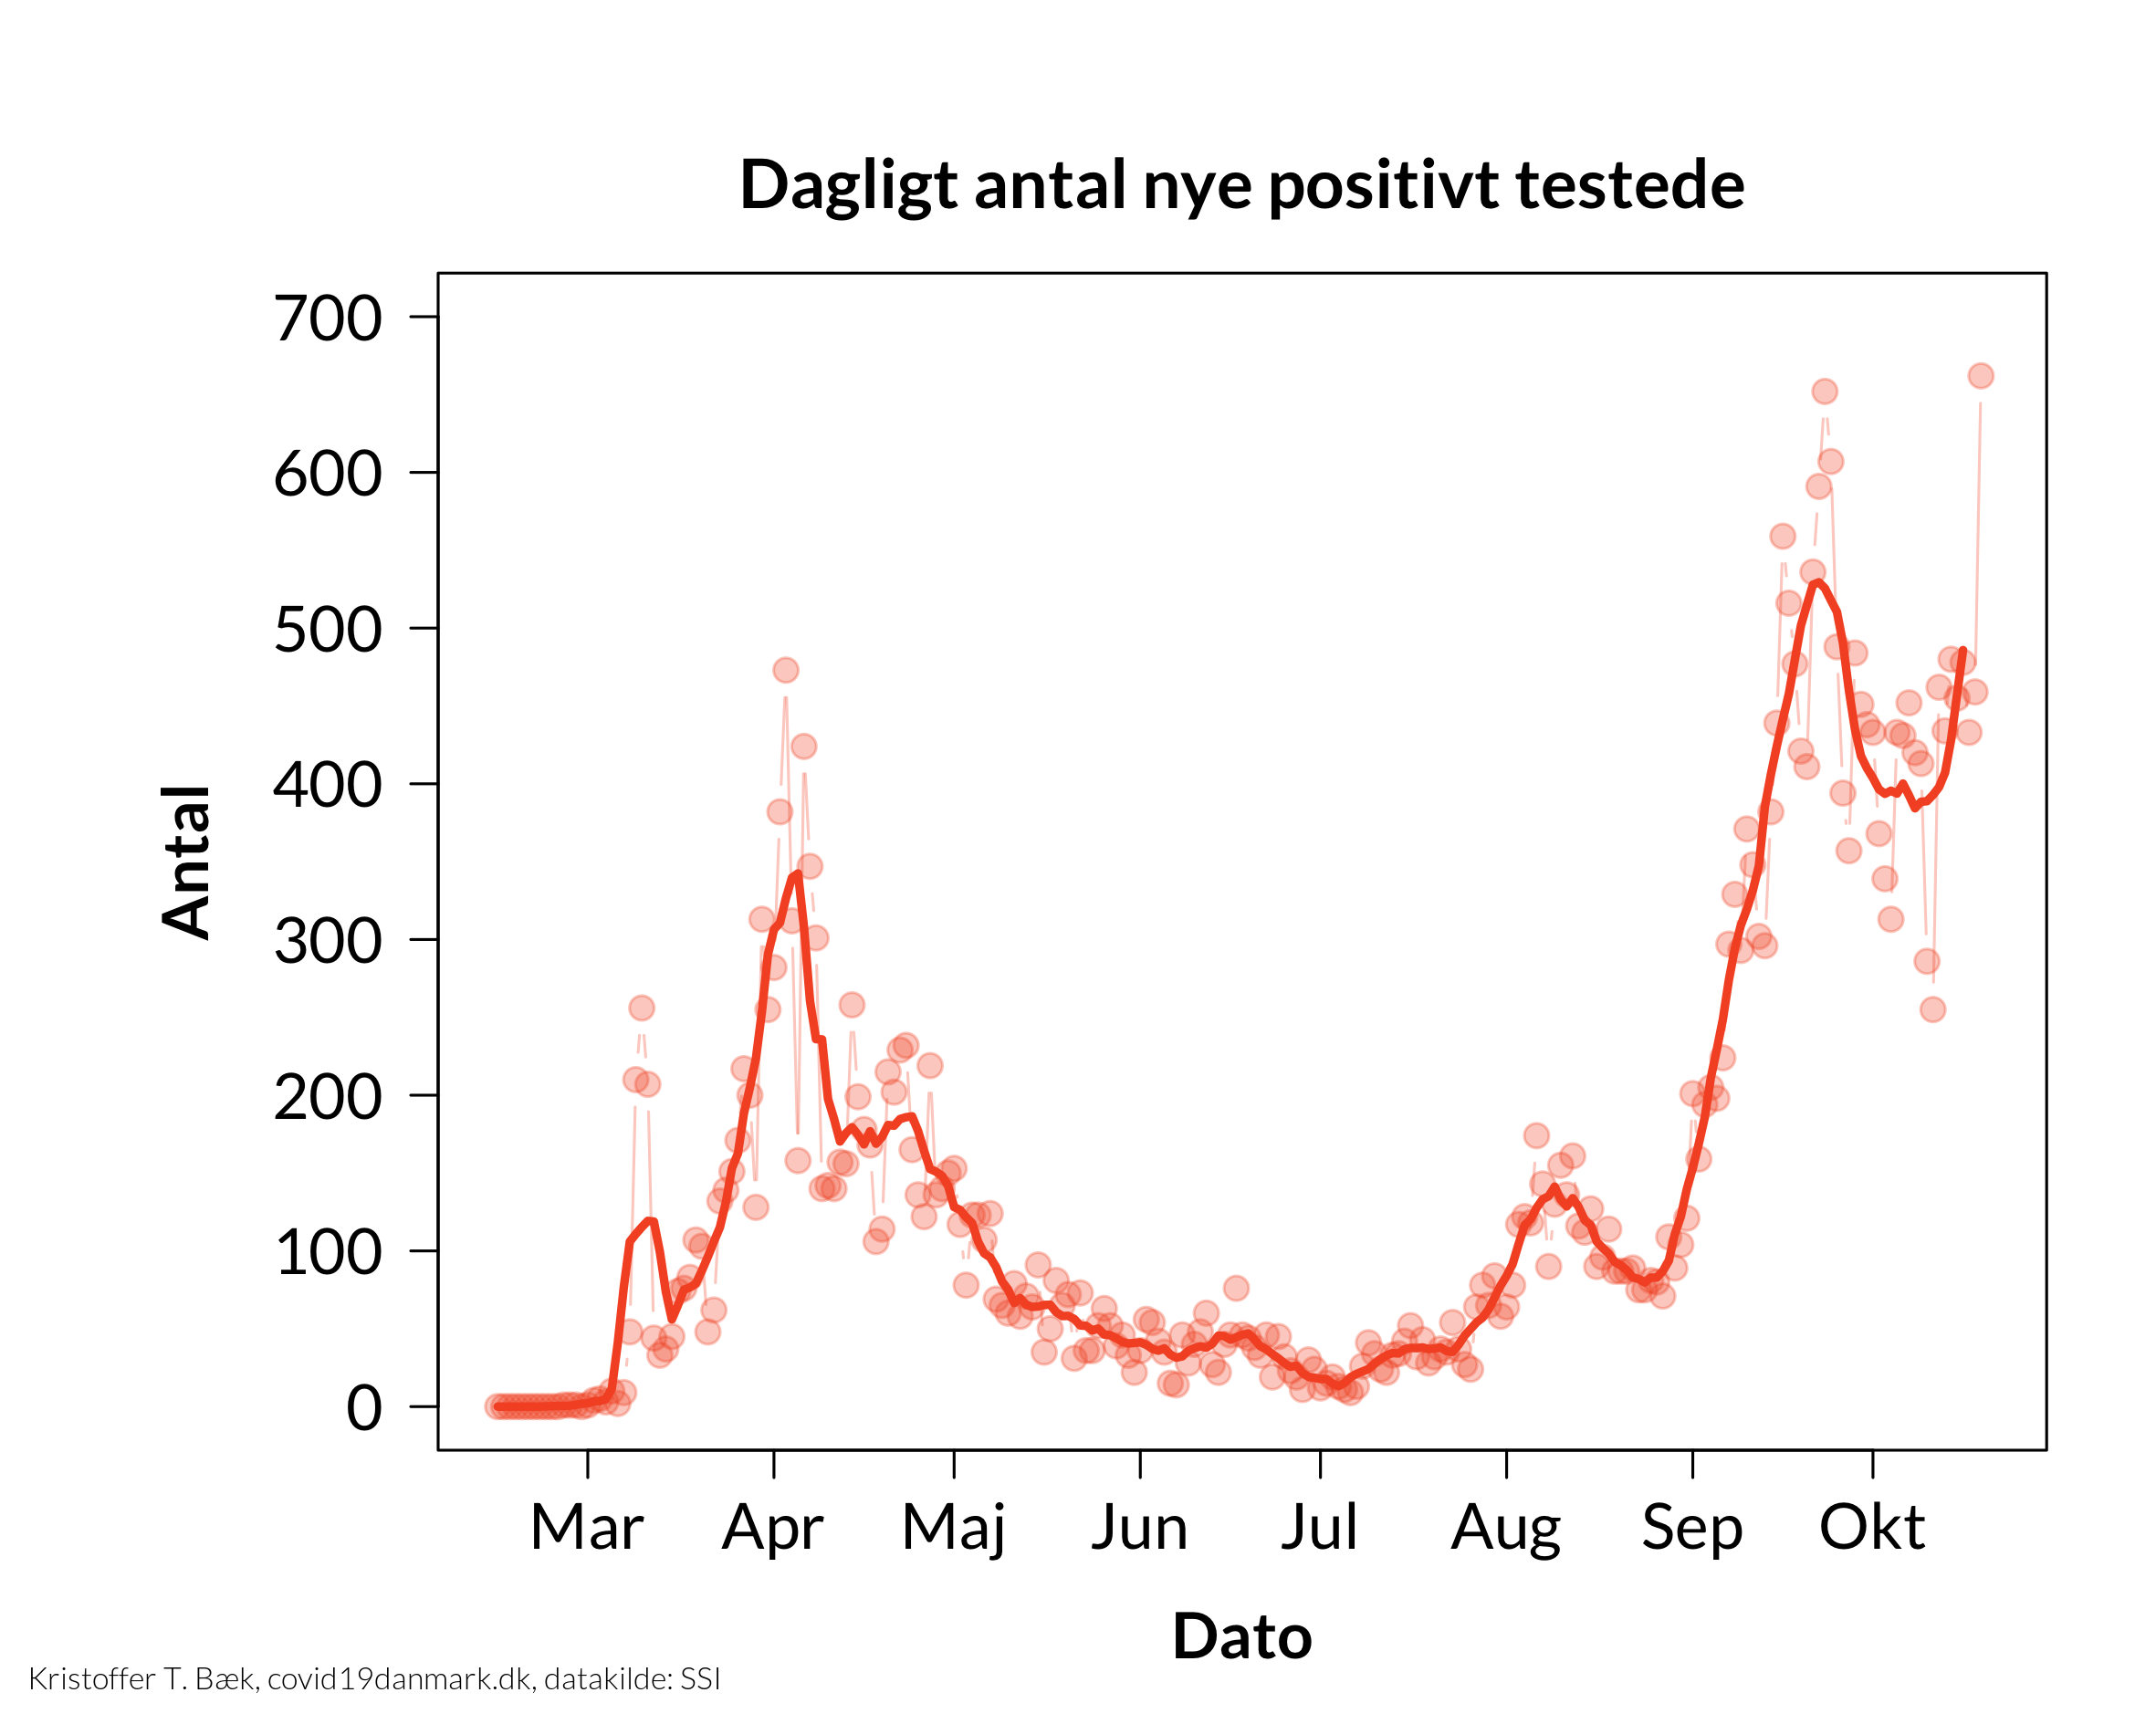 Dagligt antal nye positivt testede
Antal
700
600
500
400
300
200
100
0
Mar Apr Maj Jun Jul Aug Sep Okt
Dato
Kristoffer T. Bæk, covid19danmark.dk, datakilde: SSI